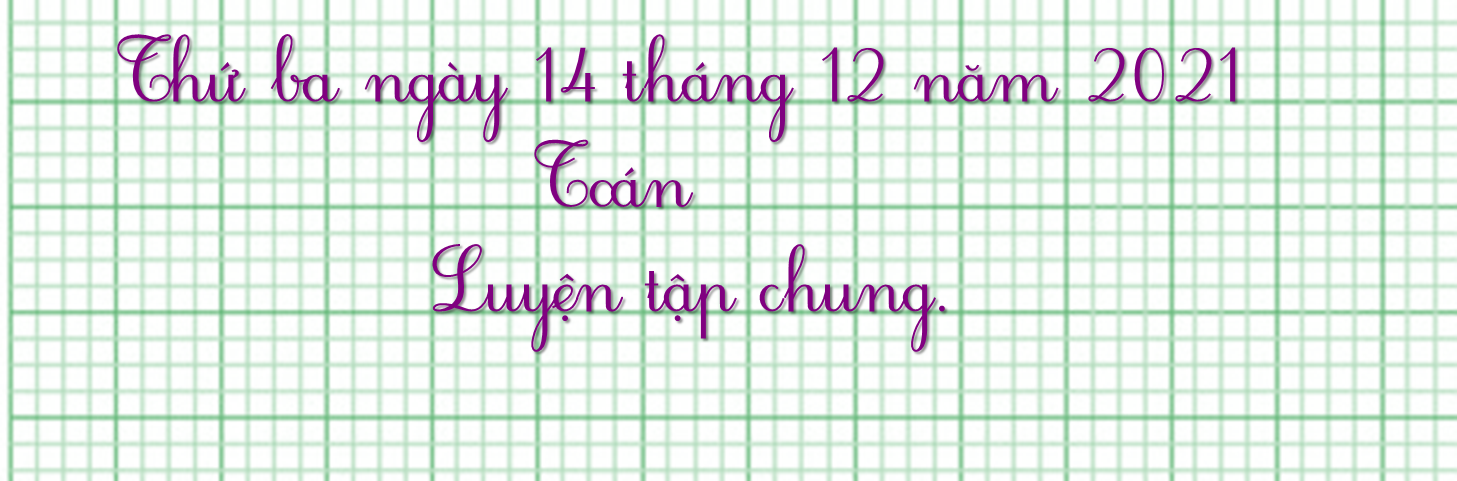 Thứ ba ngày 14 tháng 12 năm 2021
Toán
Luyện tập chung.